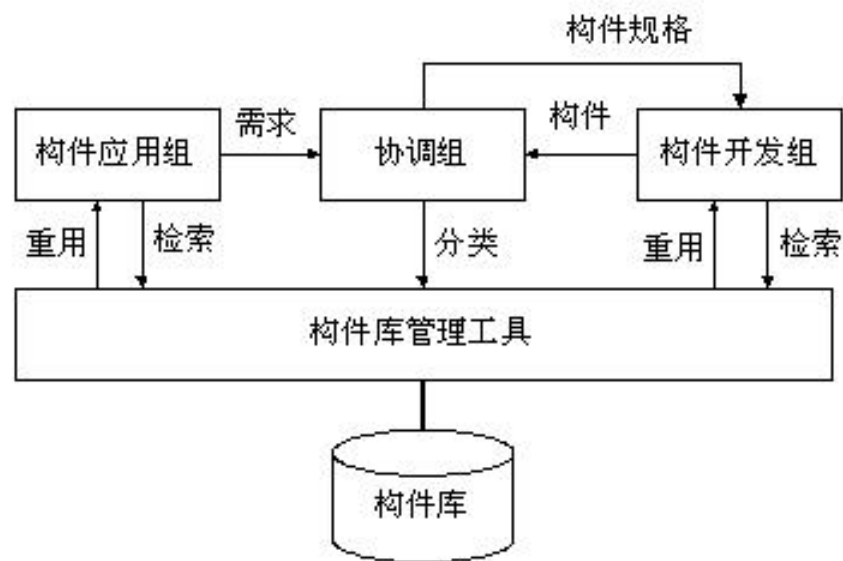 构件规格
构件应用组
需求
协调组
构件
构件开发组
重用
检索
分类
重用
检索
构件库管理工具
构件库